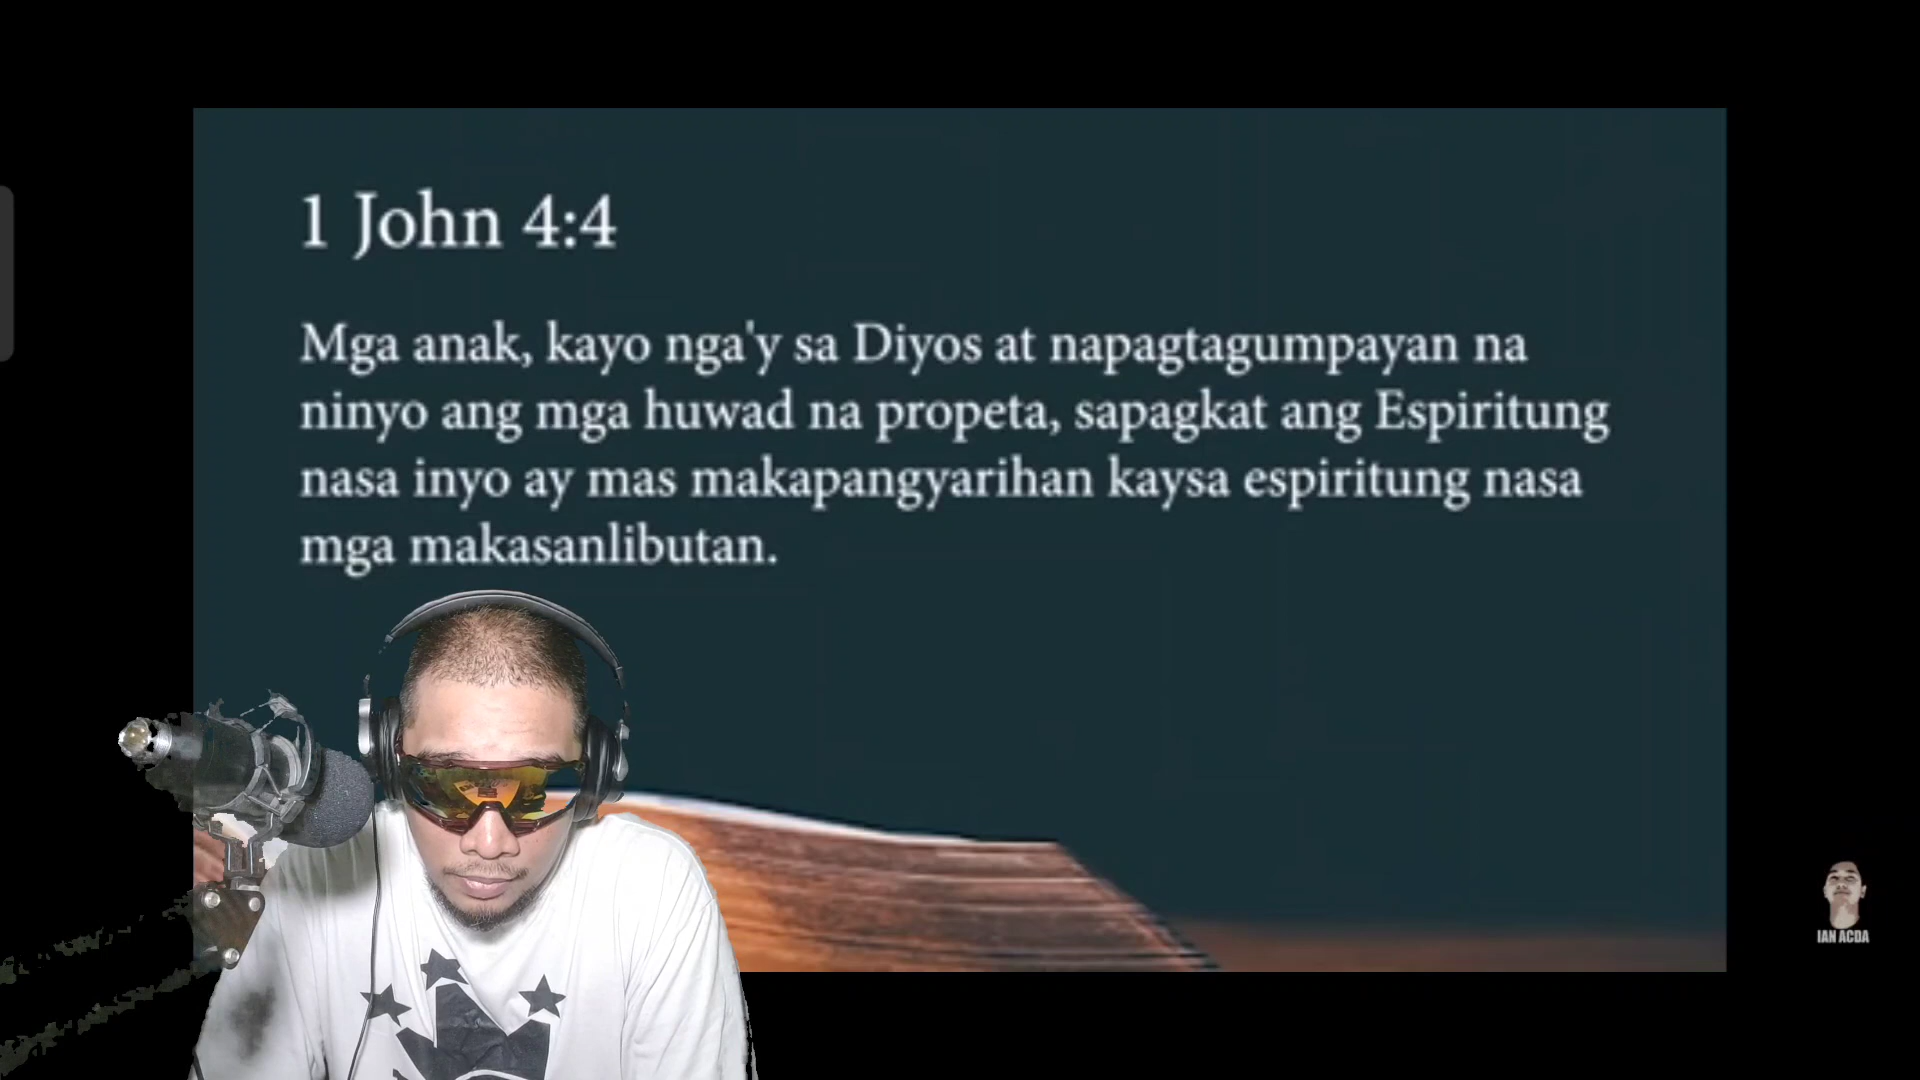 1 John 4:4
Mga anak, kayo nga'y sa Diyos at napagtagumpayan na
ninyo ang mga huwad na propeta, sapagkat ang Espiritung
nasa inyo ay mas makapangyarihan kaysa espiritung nasa
mga makasanlibutan.
IAN ACDA